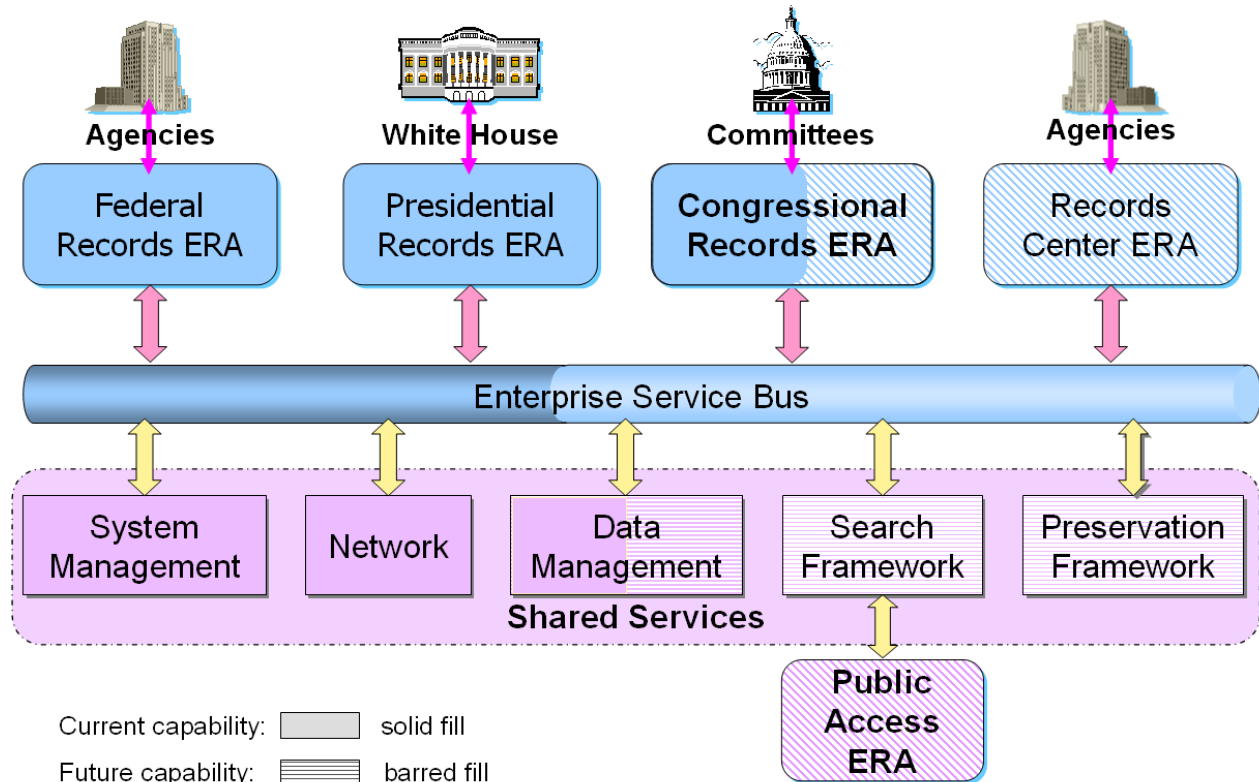 Agencies
White House
Committees
Agencies
Federal
Records ERA
Presidential
Records ERA
Congressional
Records ERA
Records
Center ERA
Enterprise Service Bus
System
Management
Network
Data
Management
Search
Framework
Preservation
Framework
Shared Services
Public
Access
ERA
Current capability: solid fill
Future capability: barred fill